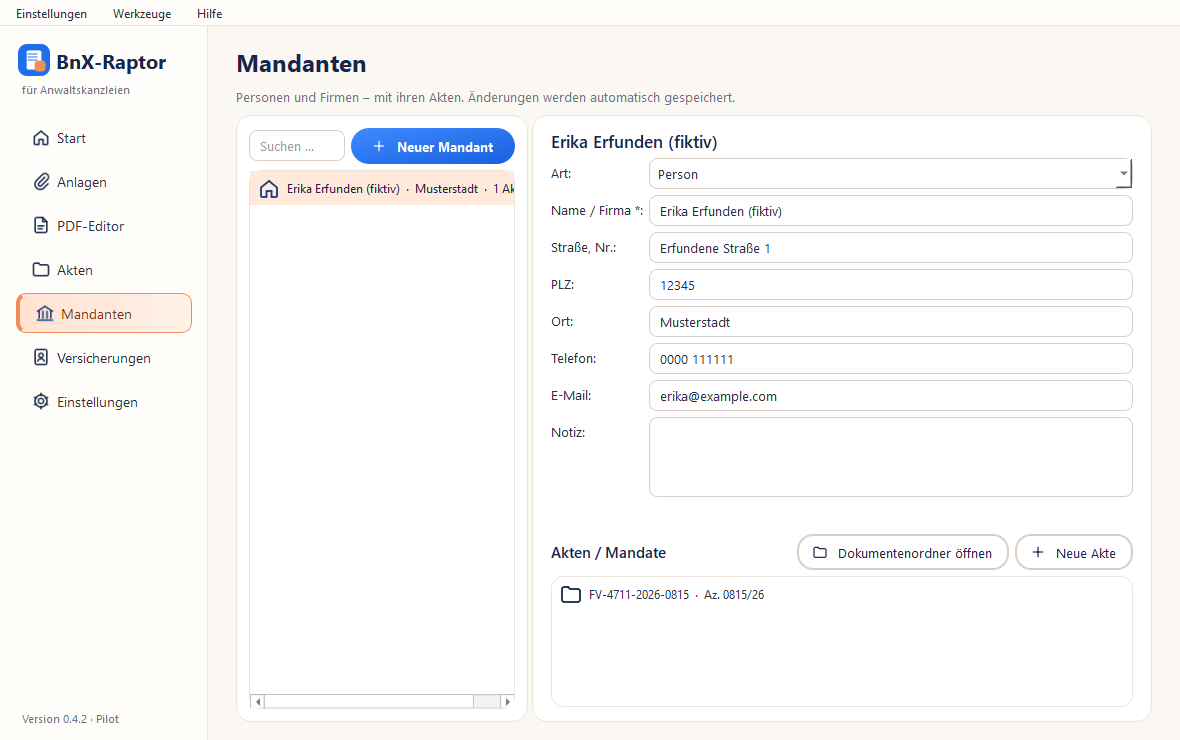 Einstellungen Werkzeuge Hilfe
BnX-Raptor
für Anwaltskanzleien
Start
Anlagen
PDF-Editor
Akten
Mandanten
Versicherungen
Einstellungen
Version 0.4.2 · Pilot
Mandanten
Personen und Firmen – mit ihren Akten. Änderungen werden automatisch gespeichert.
Suchen ...
+ Neuer Mandant
Erika Erfunden (fiktiv) · Musterstadt · 1 Ak
Erika Erfunden (fiktiv)
Art: Person
Name / Firma *: Erika Erfunden (fiktiv)
Straße, Nr.: Erfundene Straße 1
PLZ: 12345
Ort: Musterstadt
Telefon: 0000 111111
E-Mail: erika@example.com
Notiz:
Akten / Mandate
Dokumentenordner öffnen
+ Neue Akte
FV-4711-2026-0815 · Az. 0815/26